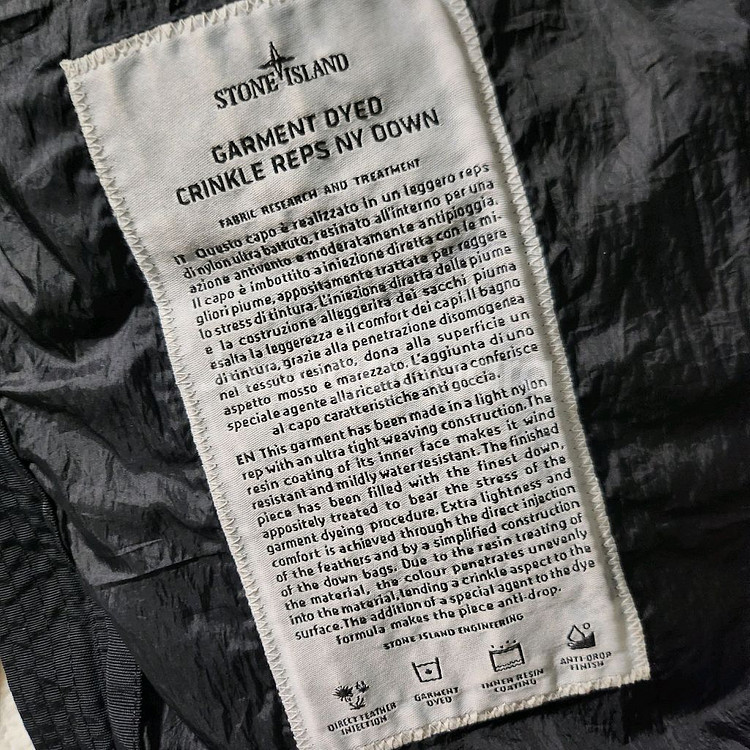 STONE ISLAND
GARMENT DYED
CRINKLE REPS NY DOWN
FABRIC RESEARCH AND TREATMENT
IT Questo capo è realizzato in un leggero reps
di nylon ultra battuto, resinato all'interno per una
azione antivento e moderatamente antipioggia.
Il capo è imbottito a iniezione diretta con le mi-
gliori piume, appositamente trattate per reggere
lo stress di tintura. L'iniezione diretta delle piume
e la costruzione alleggerita dei sacchi piuma
esalta la leggerezza e il comfort dei capi. Il bagno
di tintura, grazie alla penetrazione disomogenea
nel tessuto resinato, dona alla superficie un
aspetto mosso e marezzato. L'aggiunta di uno
speciale agente alla ricetta di tintura conferisce
al capo caratteristiche anti goccia.
EN This garment has been made in a light nylon
rep with an ultra tight weaving construction. The
resin coating of its inner face makes it wind
resistant and mildly water resistant. The finished
piece has been filled with the finest down,
appositely treated to bear the stress of the
garment dyeing procedure. Extra lightness and
comfort is achieved through the direct injection
of the feathers and by a simplified construction
of the down bags. Due to the resin treating of
the material, the colour penetrates unevenly
into the material, lending a crinkle aspect to the
surface. The addition of a special agent to the dye
formula makes the piece anti-drop.
STONE ISLAND ENGINEERING
DIRECT FEATHER
INJECTION
GARMENT
DYED
INNER RESIN
COATING
ANTI-DROP
FINISH